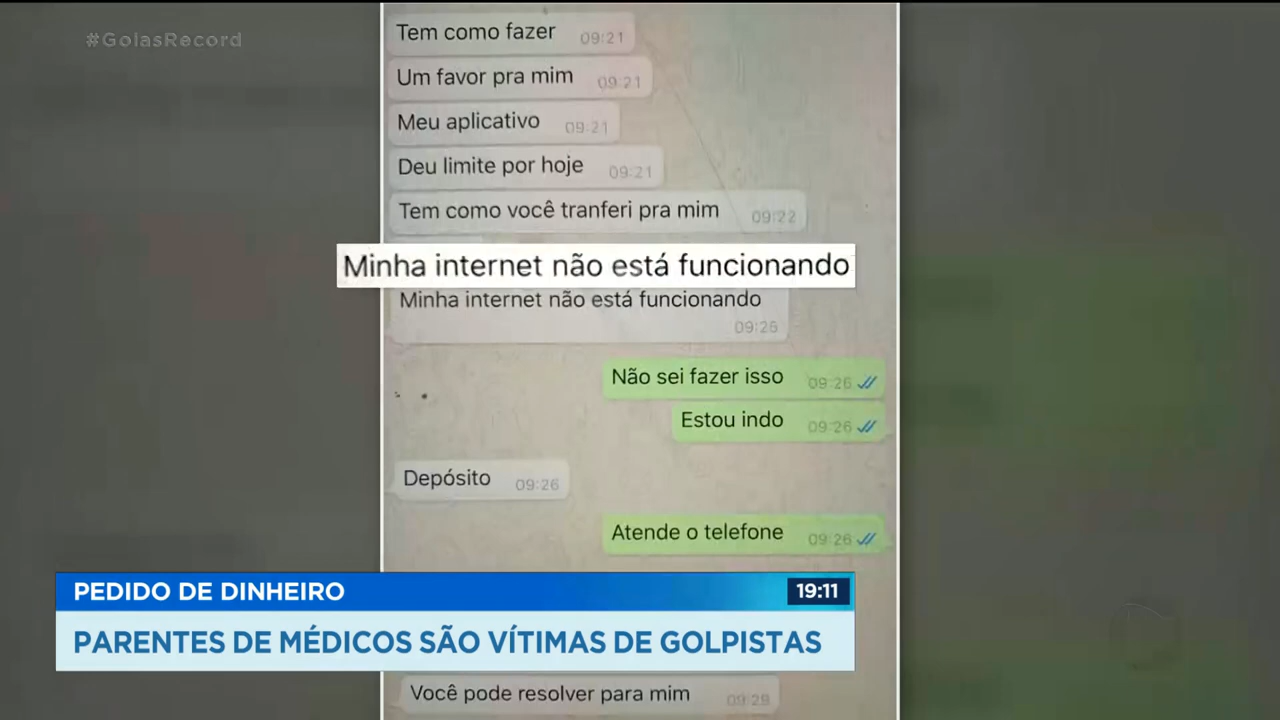 #GoiasRecord
Tem como fazer 09:21
Um favor pra mim 09:21
Meu aplicativo 09:21
Deu limite por hoje 09:21
Tem como você tranferi pra mim 09:22
Minha internet não está funcionando
Minha internet não está funcionando
09:26
Não sei fazer isso 09:26
Estou indo 09:26
Depósito 09:26
Atende o telefone 09:26
PEDIDO DE DINHEIRO 19:11
PARENTES DE MÉDICOS SÃO VÍTIMAS DE GOLPISTAS
Você pode resolver para mim 09:29